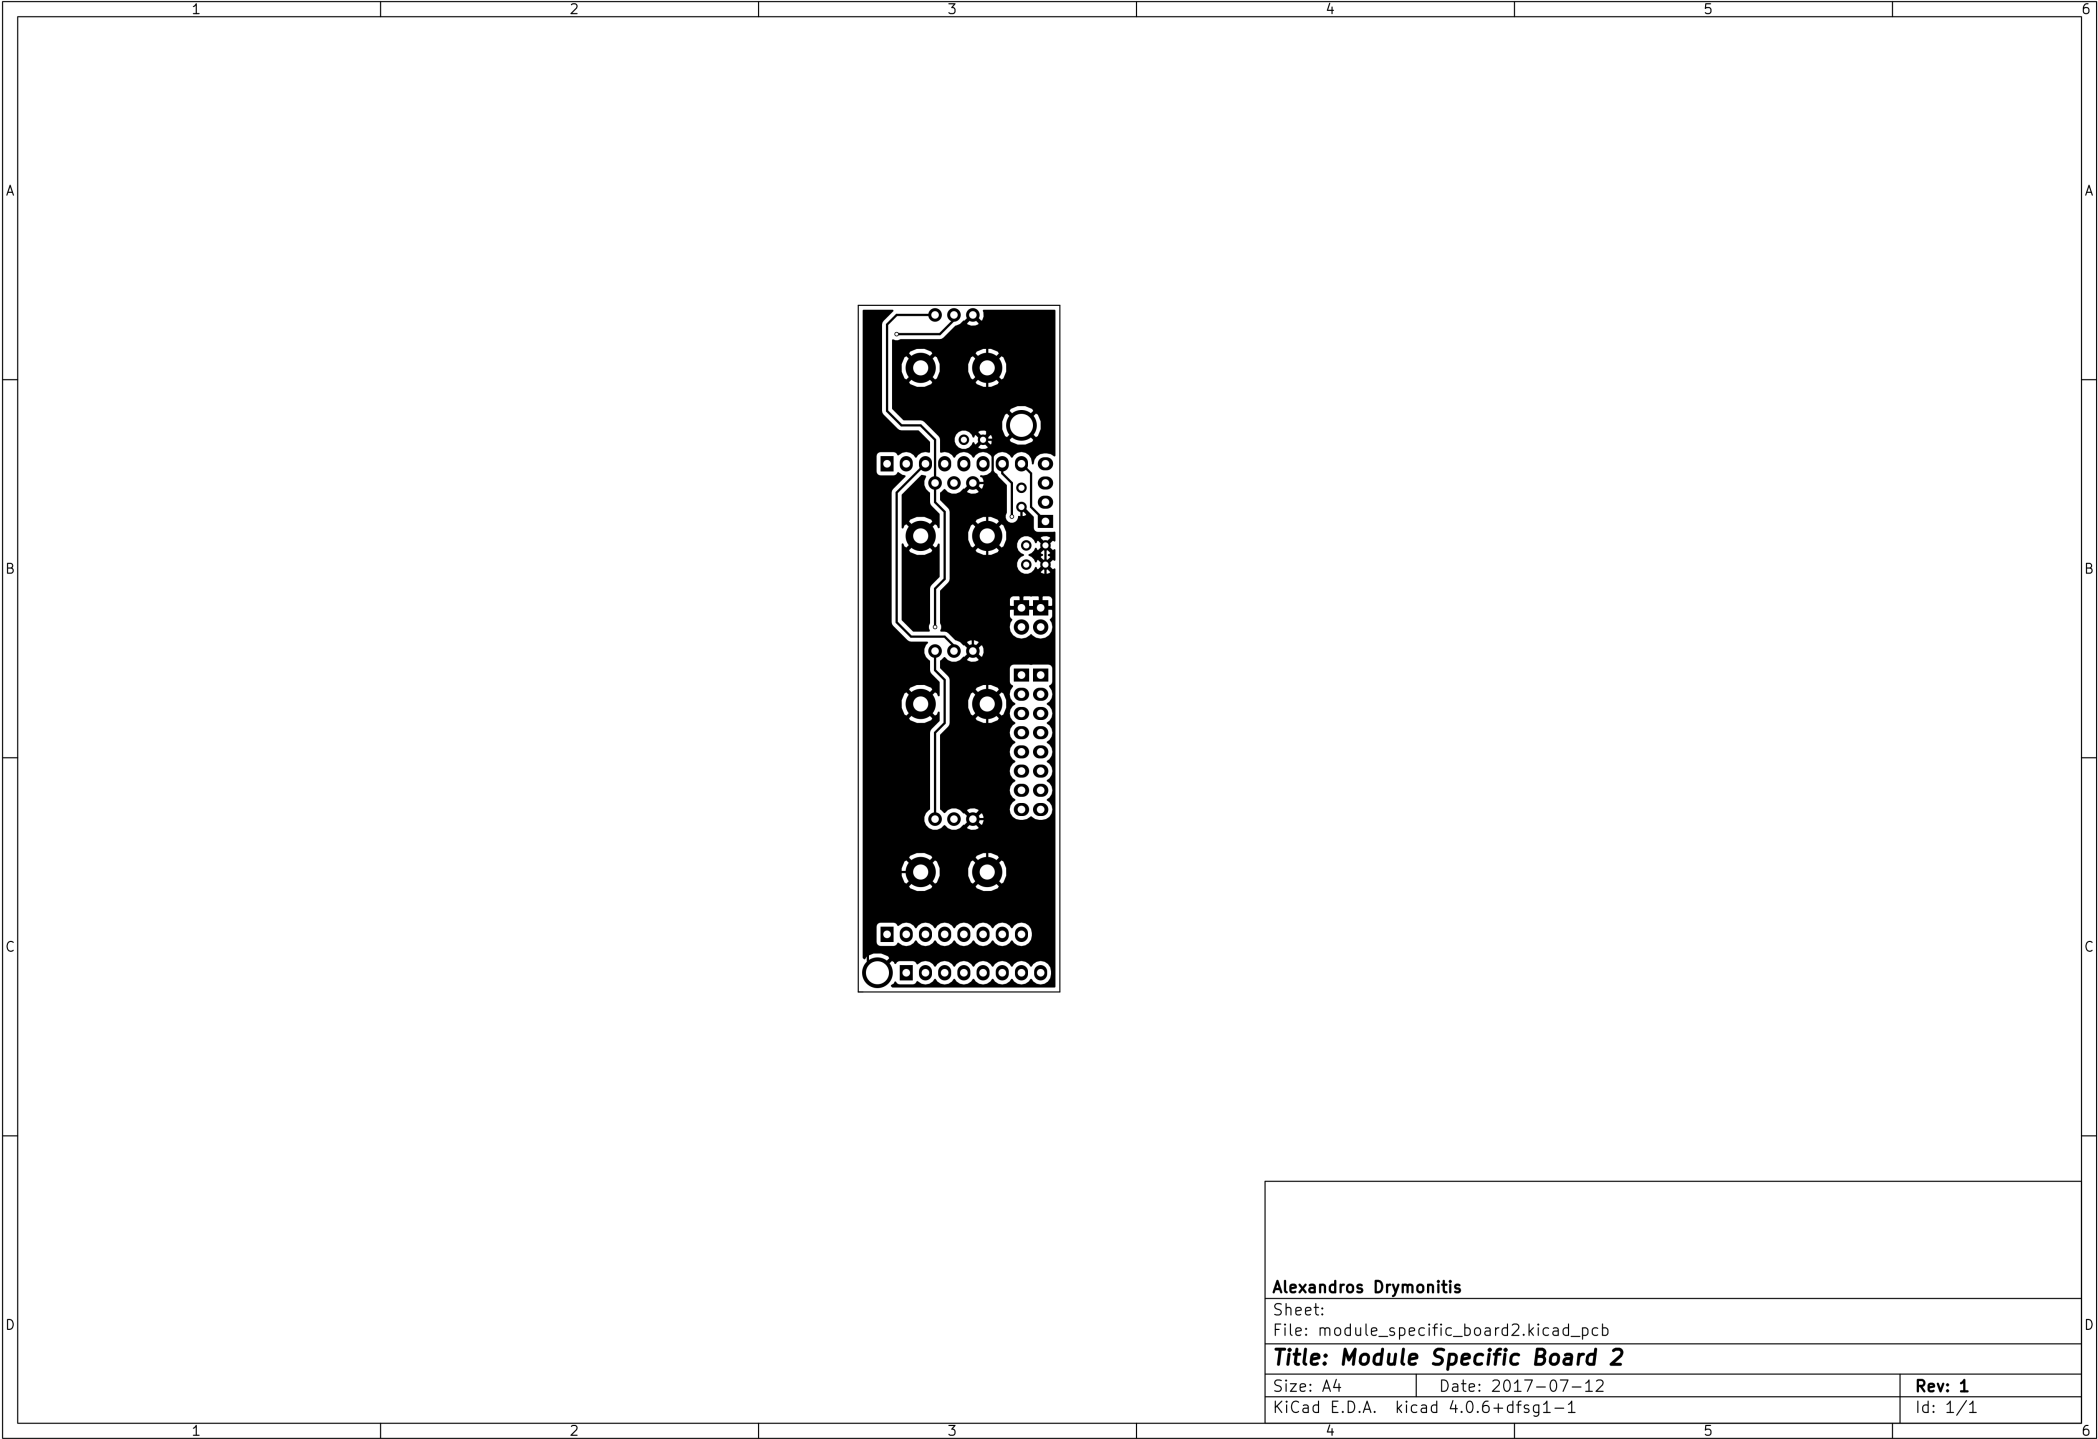 1 2 3 4 5 6
A A
B B
C C
Alexandros Drymonitis
Sheet:
File: module_specific_board2.kicad_pcb
D D
Title: Module Specific Board 2
Size: A4 Date: 2017-07-12 Rev: 1
KiCad E.D.A. kicad 4.0.6+dfsg1-1 Id: 1/1
1 2 3 4 5 6